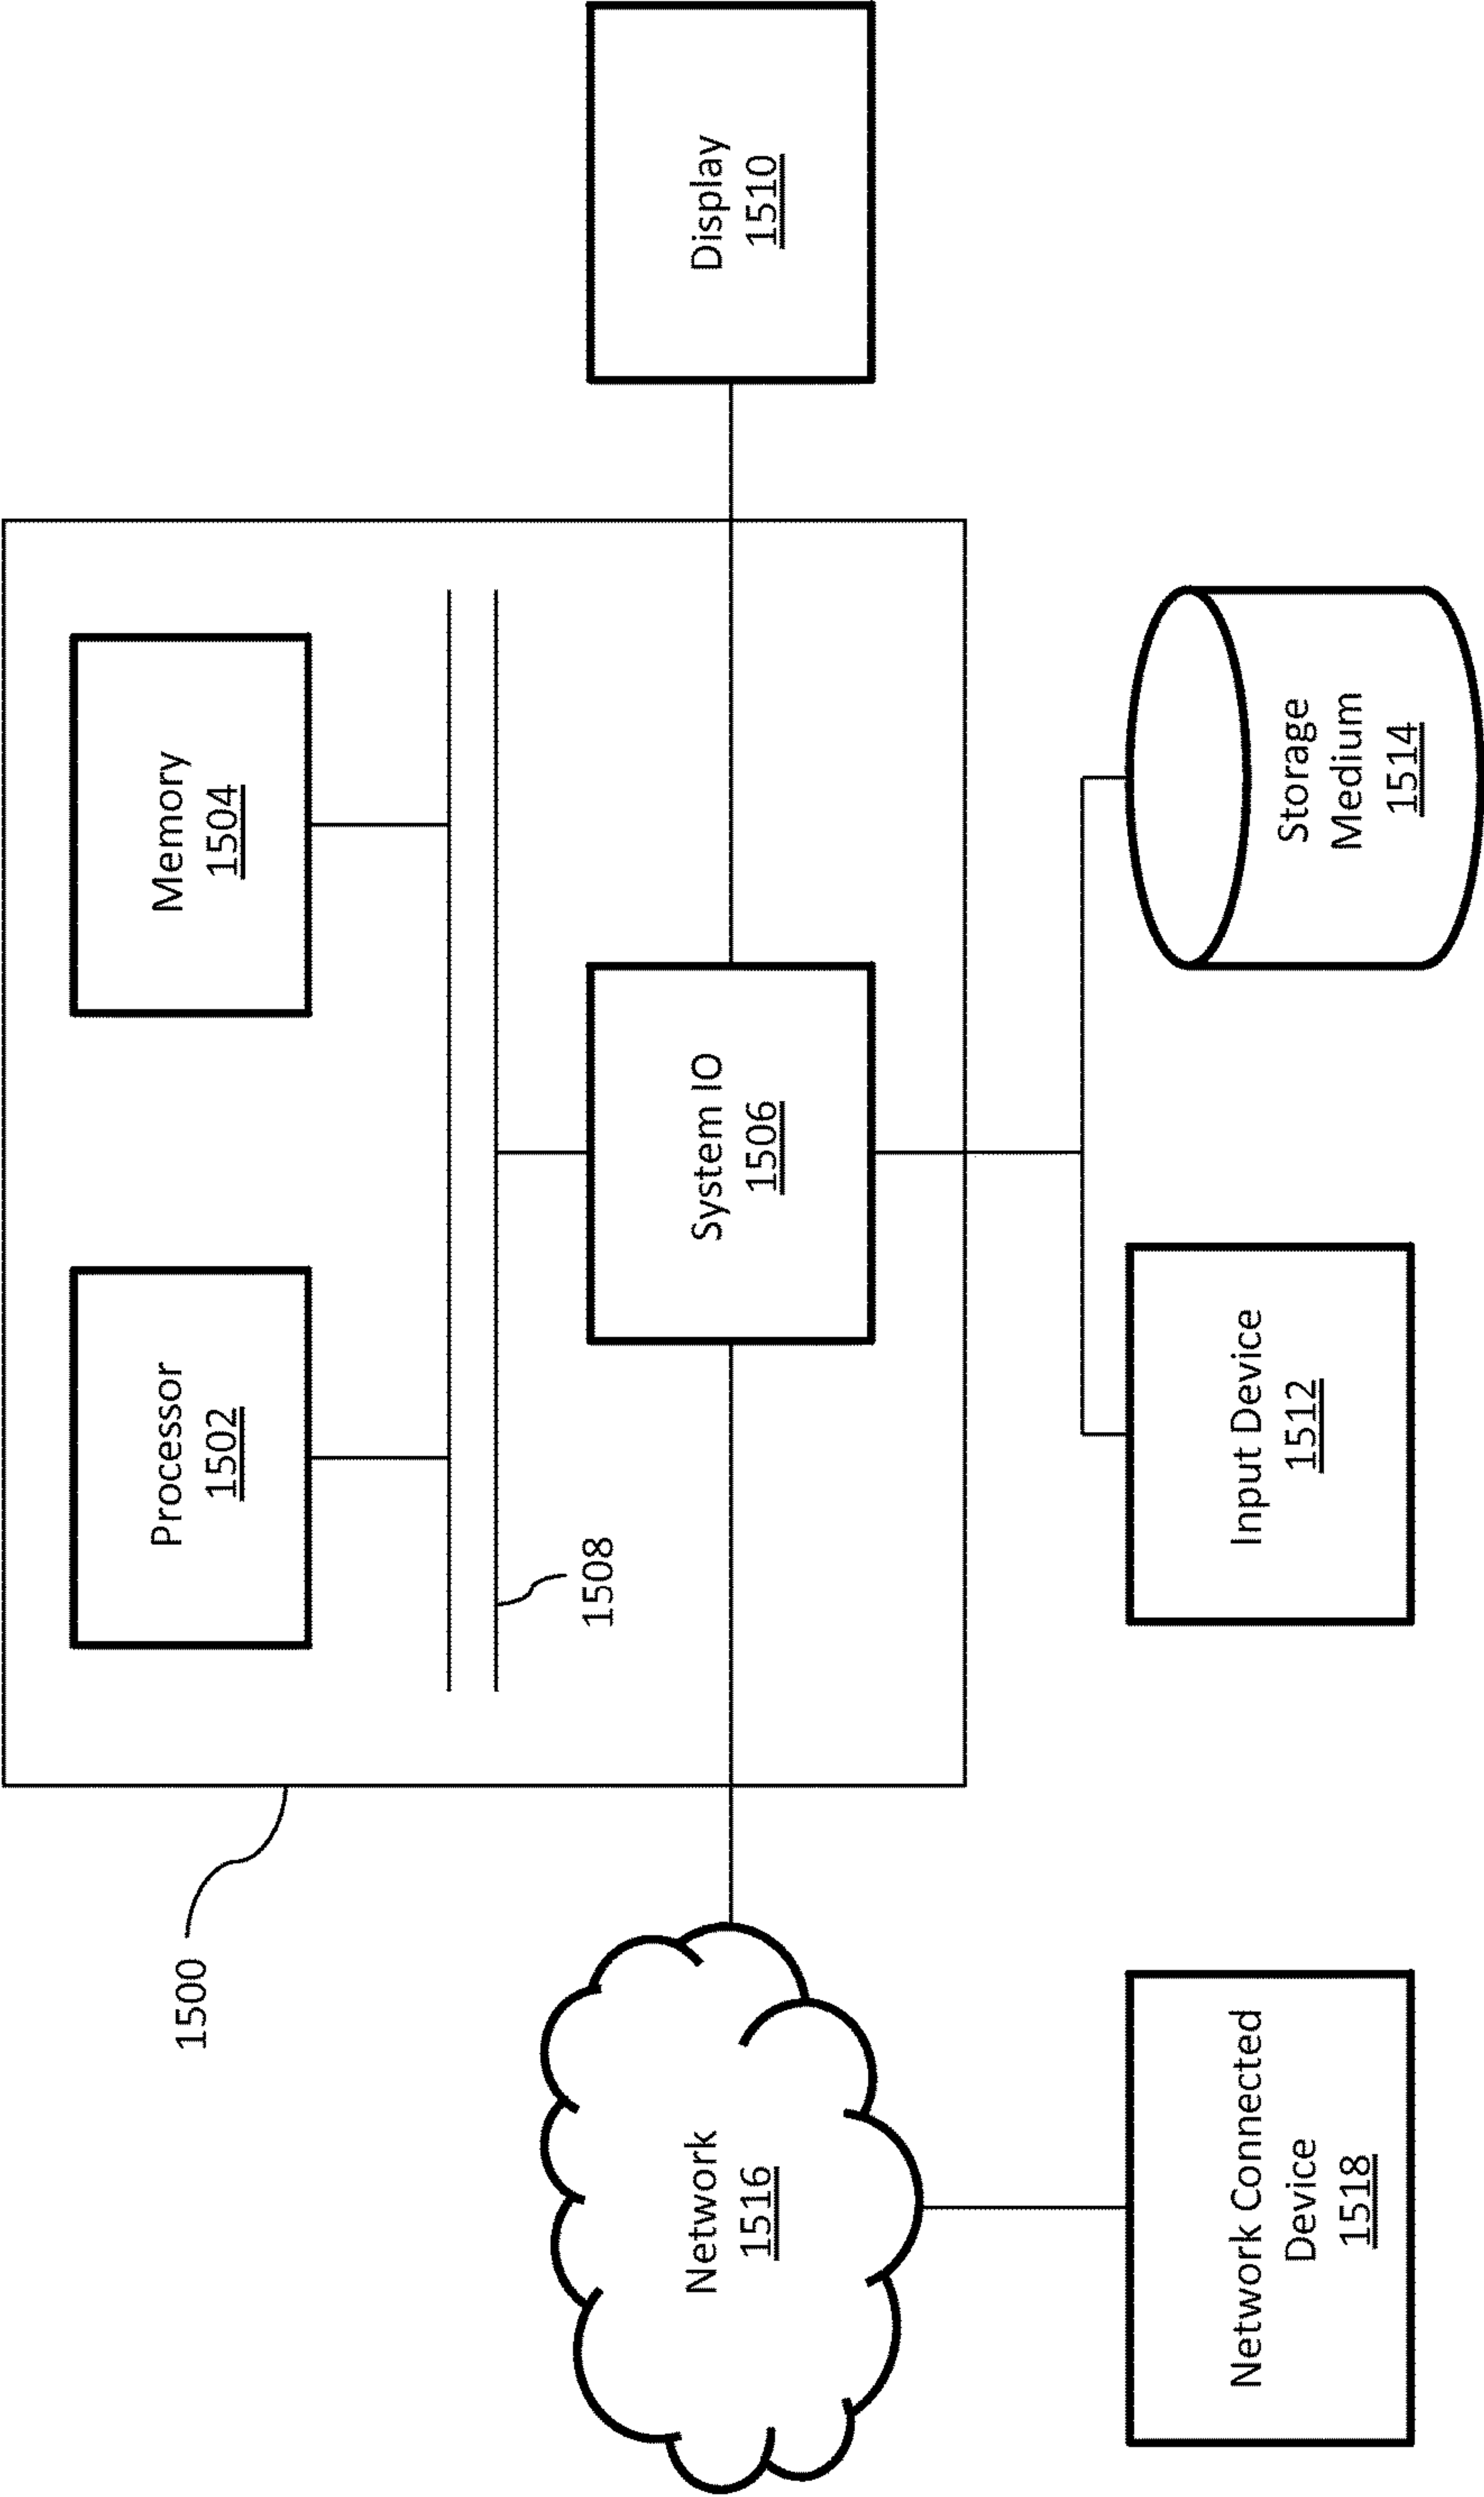 1500
Processor
1502
Memory
1504
1508
Network
1516
System IO
1506
Display
1510
Network Connected
Device
1518
Input Device
1512
Storage
Medium
1514